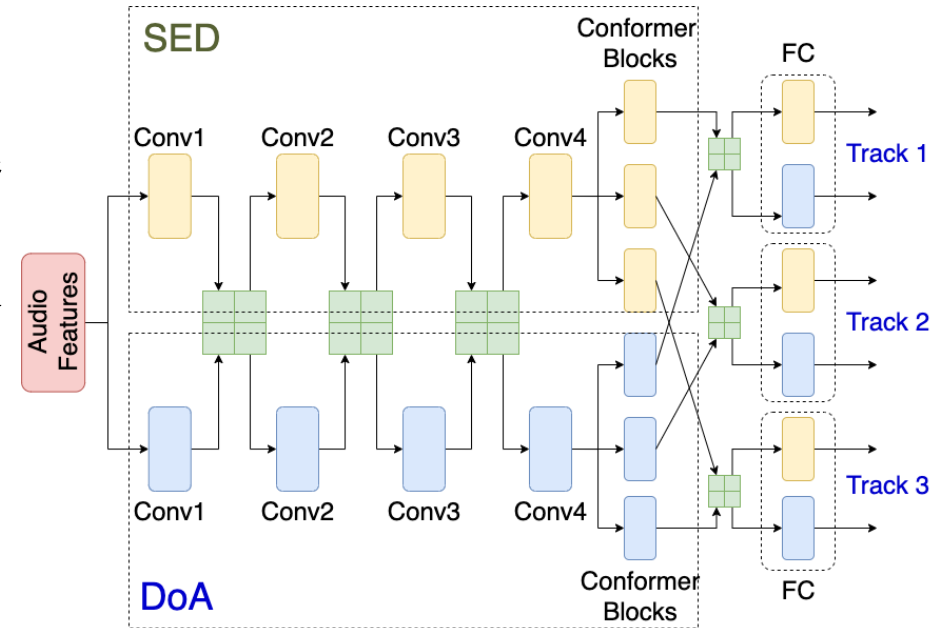 SED
Conformer
Blocks
FC
Conv1
Conv2
Conv3
Conv4
Track 1
Audio
Features
Track 2
Track 3
Conv1
Conv2
Conv3
Conv4
DoA
Conformer
Blocks
FC